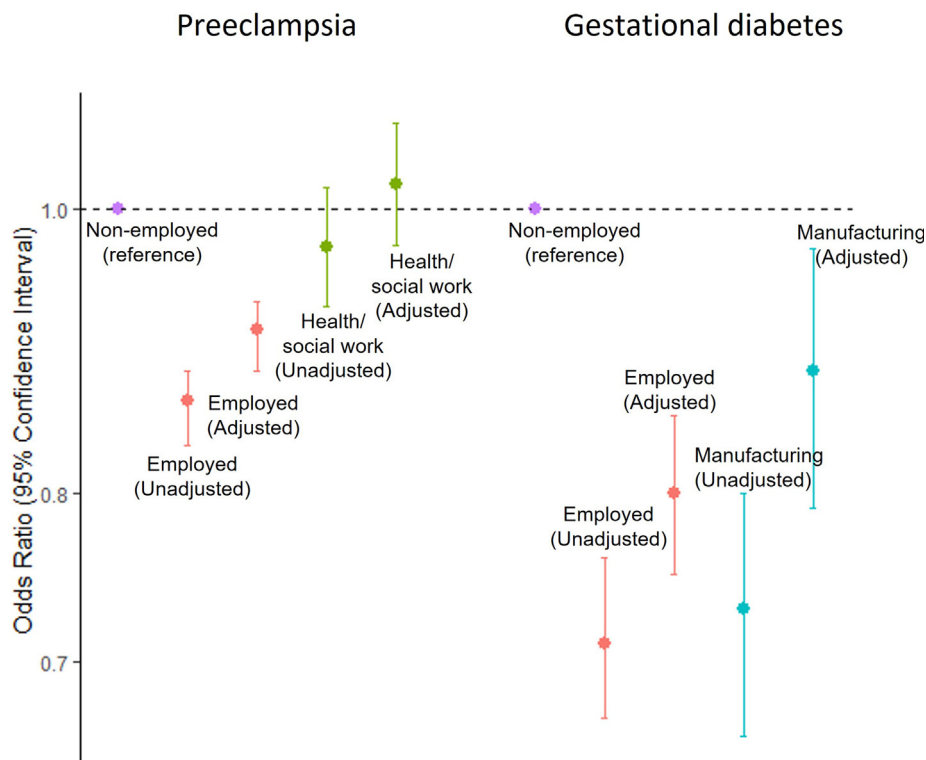 Preeclampsia
Gestational diabetes
Odds Ratio (95% Confidence Interval)
1.0
0.8
0.7
Non-employed
(reference)
Employed
(Unadjusted)
Employed
(Adjusted)
Health/
social work
(Unadjusted)
Health/
social work
(Adjusted)
Non-employed
(reference)
Employed
(Unadjusted)
Employed
(Adjusted)
Manufacturing
(Unadjusted)
Manufacturing
(Adjusted)